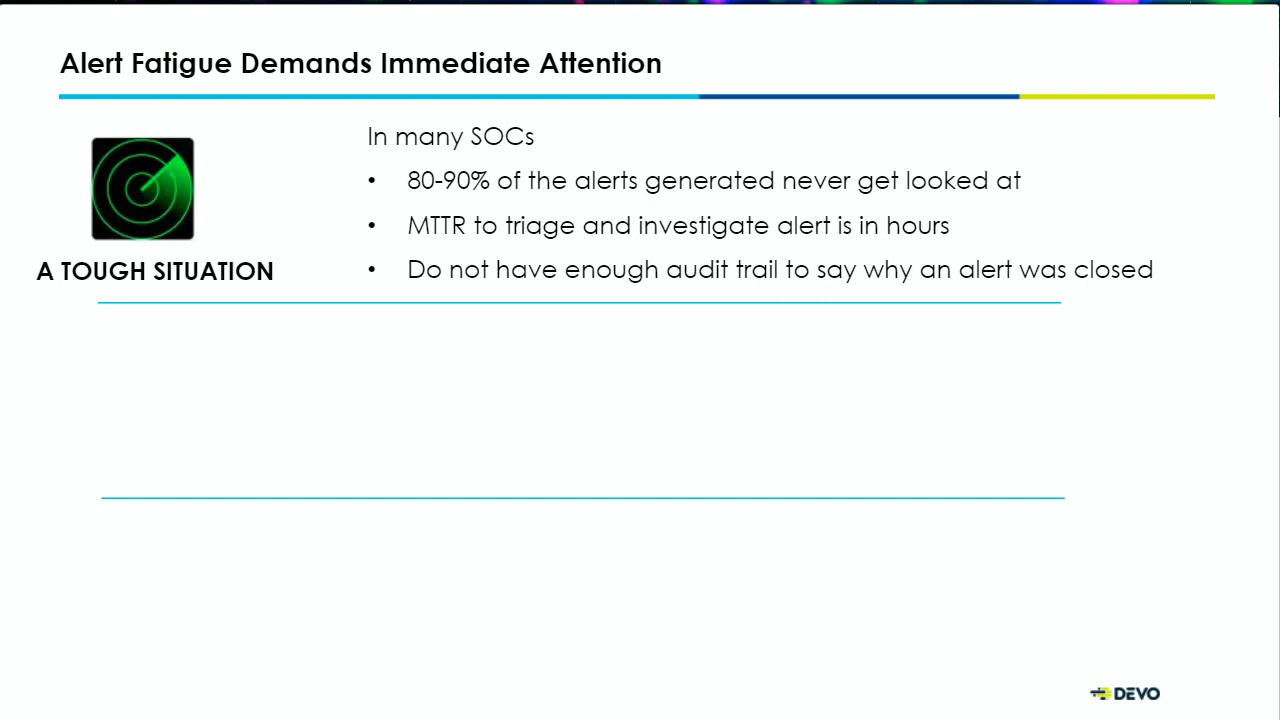 Alert Fatigue Demands Immediate Attention
In many SOCs
• 80-90% of the alerts generated never get looked at
• MTTR to triage and investigate alert is in hours
• Do not have enough audit trail to say why an alert was closed
A TOUGH SITUATION
DEVO